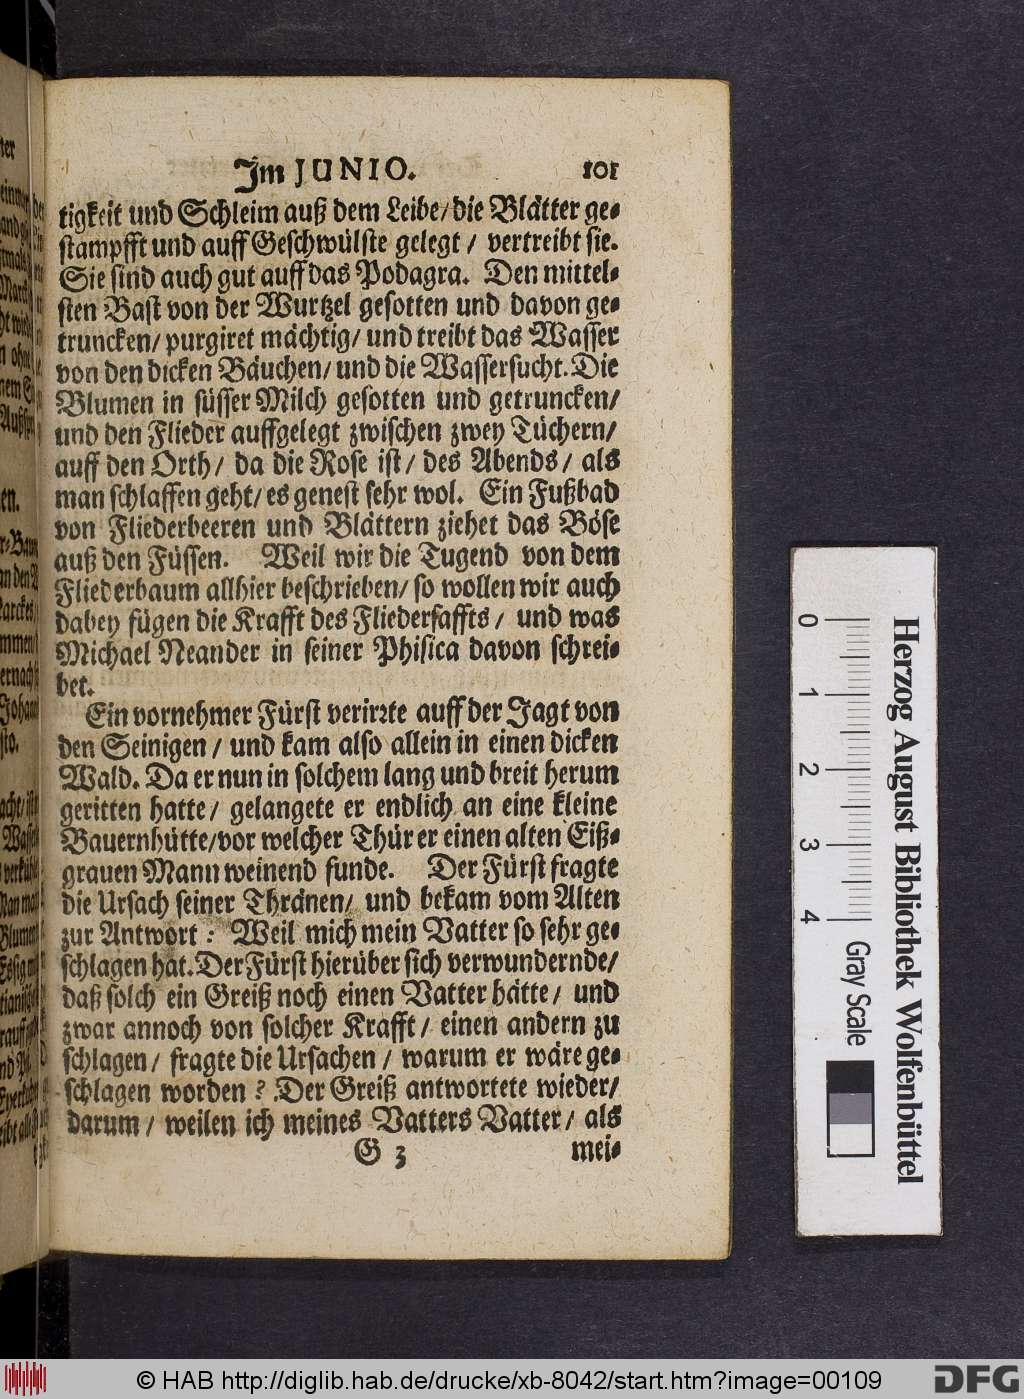 Im JUNIO. 101
tigkeit und Schleim auß dem Leibe/ die Blätter ge⸗
stampfft und auff Geschwülste gelegt / vertreibt sie.
Sie sind auch gut auff das Podagra. Den mittel⸗
sten Bast von der Wurtzel gesotten und davon ge⸗
truncken/ purgiret mächtig/ und treibt das Wasser
von den dicken Bäuchen/ und die Wassersucht. Die
Blumen in süsser Milch gesotten und getruncken/
und den Flieder auffgelegt zwischen zwey Tüchern/
auff den Orth/ da die Rose ist/ des Abends/ als
man schlaffen geht/ es genest sehr wol. Ein Fußbad
von Fliederbeeren und Blättern ziehet das Böse
auß den Füssen. Weil wir die Tugend von dem
Fliederbaum allhier beschrieben/ so wollen wir auch
dabey fügen die Krafft des Fliedersaffts/ und was
Michael Neander in seiner Phisica davon schrei⸗
bet.
Ein vornehmer Fürst verirrte auff der Jagt von
den Seinigen / und kam also allein in einen dicken
Wald. Da er nun in solchem lang und breit herum
geritten hatte/ gelangete er endlich an eine kleine
Bauernhütte/ vor welcher Thür er einen alten Eiß⸗
grauen Mann weinend funde. Der Fürst fragte
die Ursach seiner Thränen/ und bekam vom Alten
zur Antwort: Weil mich mein Vatter so sehr ge⸗
schlagen hat. Der Fürst hierüber sich verwundernde/
daß solch ein Greiß noch einen Vatter hätte/ und
zwar annoch von solcher Krafft/ einen andern zu
schlagen/ fragte die Ursachen/ warum er wäre ge⸗
schlagen worden? Der Greiß antwortete wieder/
darum/ weilen ich meines Vatters Vatter/ als
G 3 mei⸗
0 1 2 3 4
Gray Scale
Herzog August Bibliothek Wolfenbüttel
© HAB http://diglib.hab.de/drucke/xb-8042/start.htm?image=00109
DFG